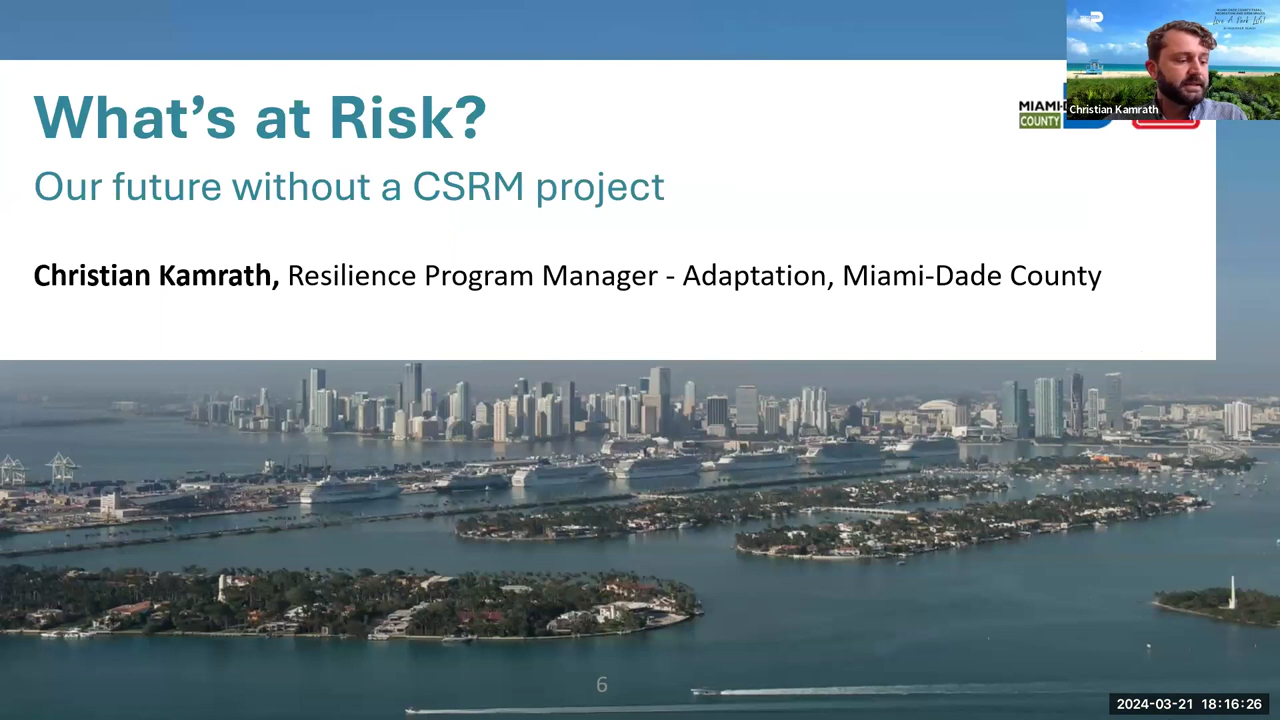 What's at Risk?
Our future without a CSRM project
Christian Kamrath, Resilience Program Manager - Adaptation, Miami-Dade County
MIAMI-
COUNTY
Christian Kamrath
6
2024-03-21 18:16:26